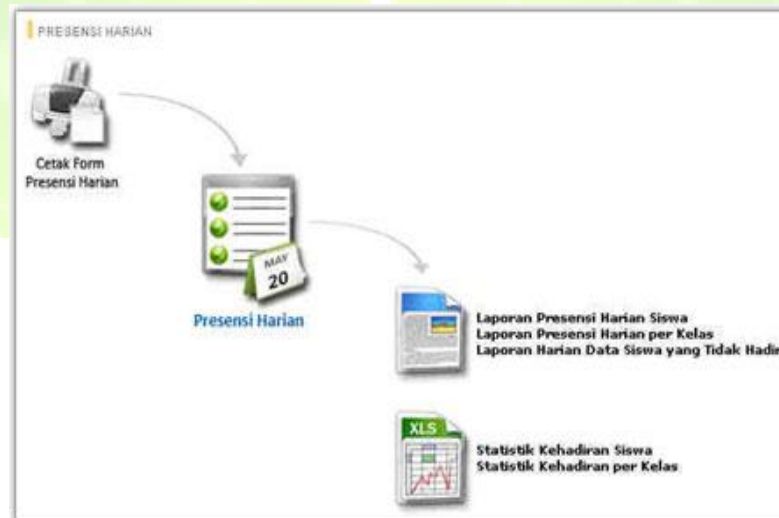 PRESENSI HARIAN
Cetak Form
Presensi Harian
MAY
20
Presensi Harian
Laporan Presensi Harian Siswa
Laporan Presensi Harian per Kelas
Laporan Harian Data Siswa yang Tidak Hadir
XLS
Statistik Kehadiran Siswa
Statistik Kehadiran per Kelas